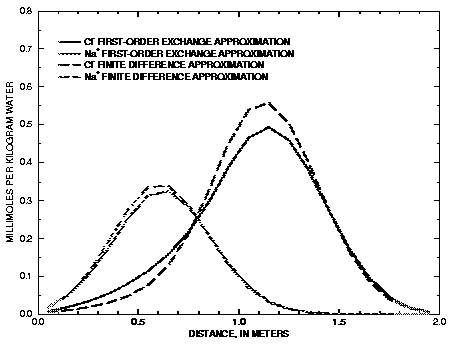 0.8
0.7
0.6
0.5
0.4
0.3
0.2
0.1
0.0
MILLIMOLES PER KILOGRAM WATER
Cl⁻ FIRST-ORDER EXCHANGE APPROXIMATION
Na⁺ FIRST-ORDER EXCHANGE APPROXIMATION
Cl⁻ FINITE DIFFERENCE APPROXIMATION
Na⁺ FINITE DIFFERENCE APPROXIMATION
0.0 0.5 1.0 1.5 2.0
DISTANCE, IN METERS